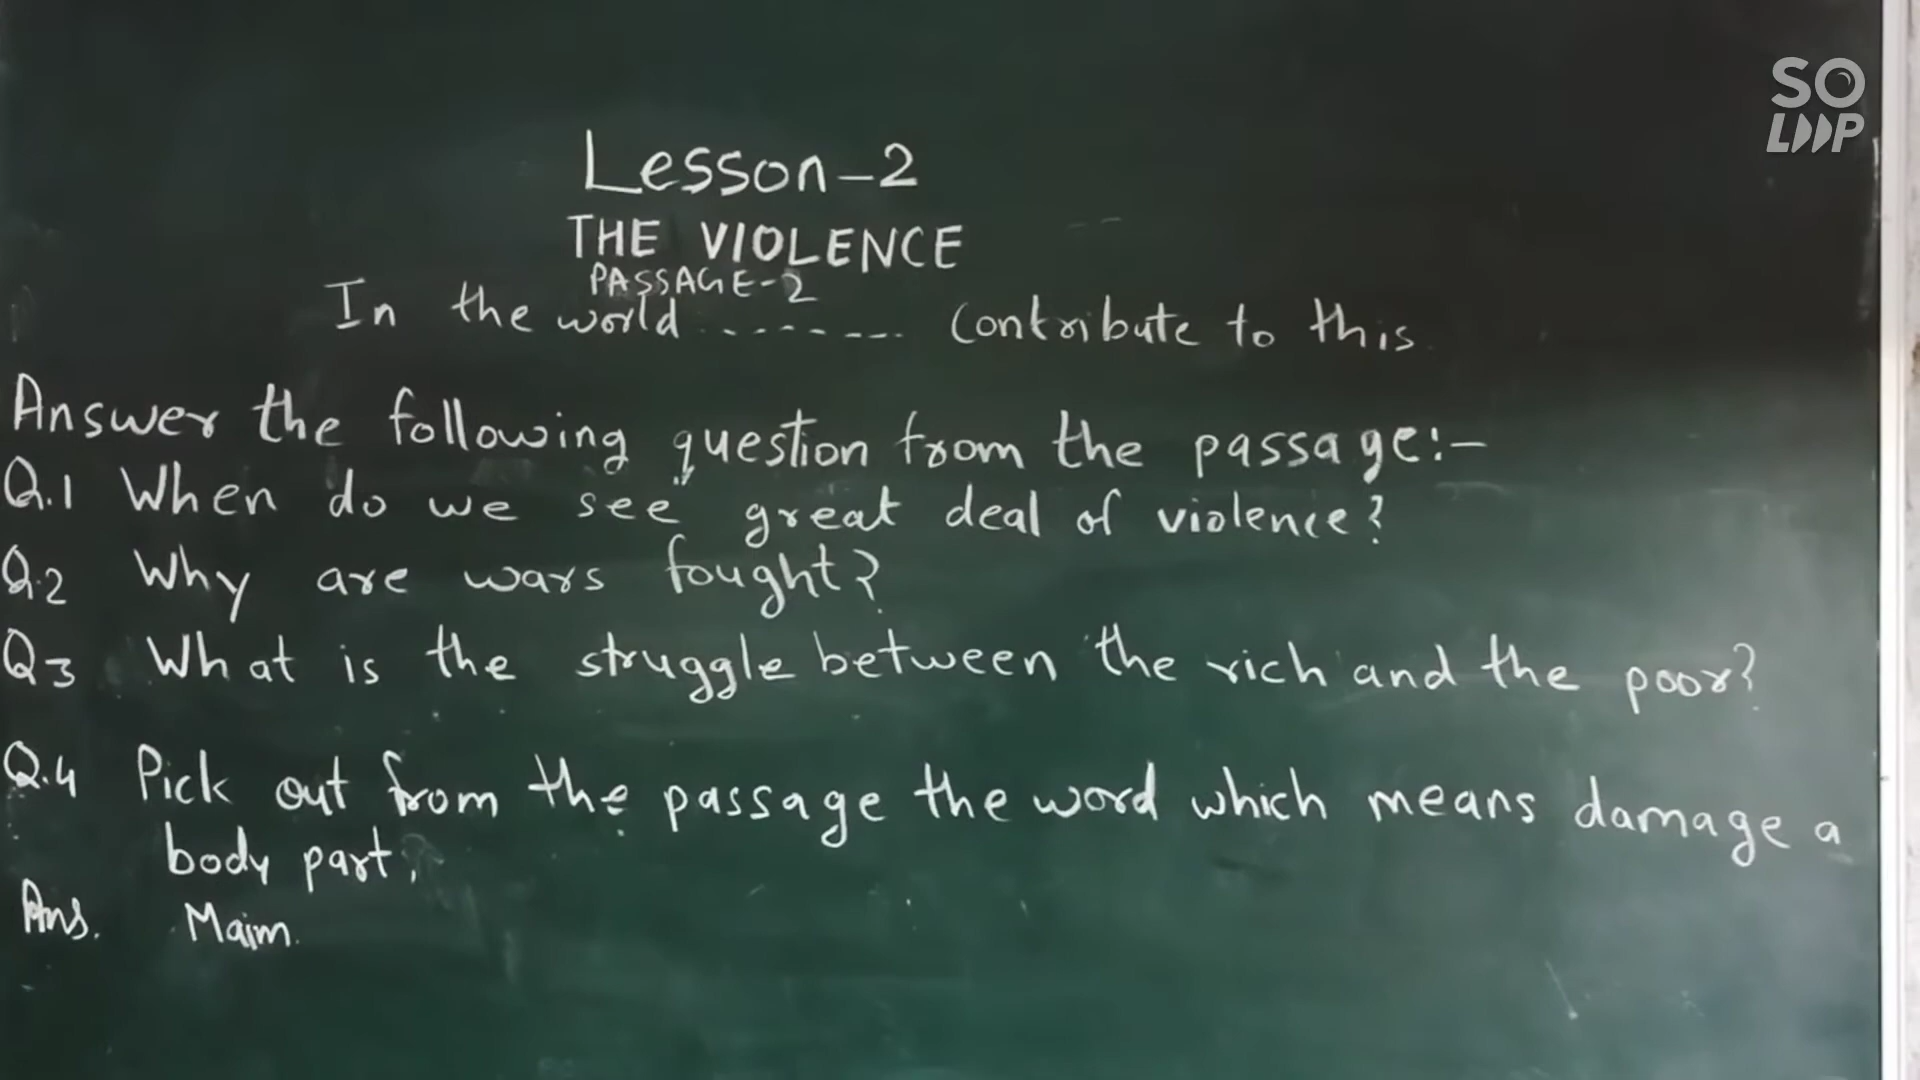 SO
LOOP
Lesson-2
THE VIOLENCE
PASSAGE-2
In the world -------- Contribute to this.
Answer the following question from the passage:-
Q.1 When do we see great deal of violence?
Q.2 Why are wars fought?
Q3 What is the struggle between the rich and the poor?
Q.4 Pick out from the passage the word which means damage a
body part.
Ans. Maim.